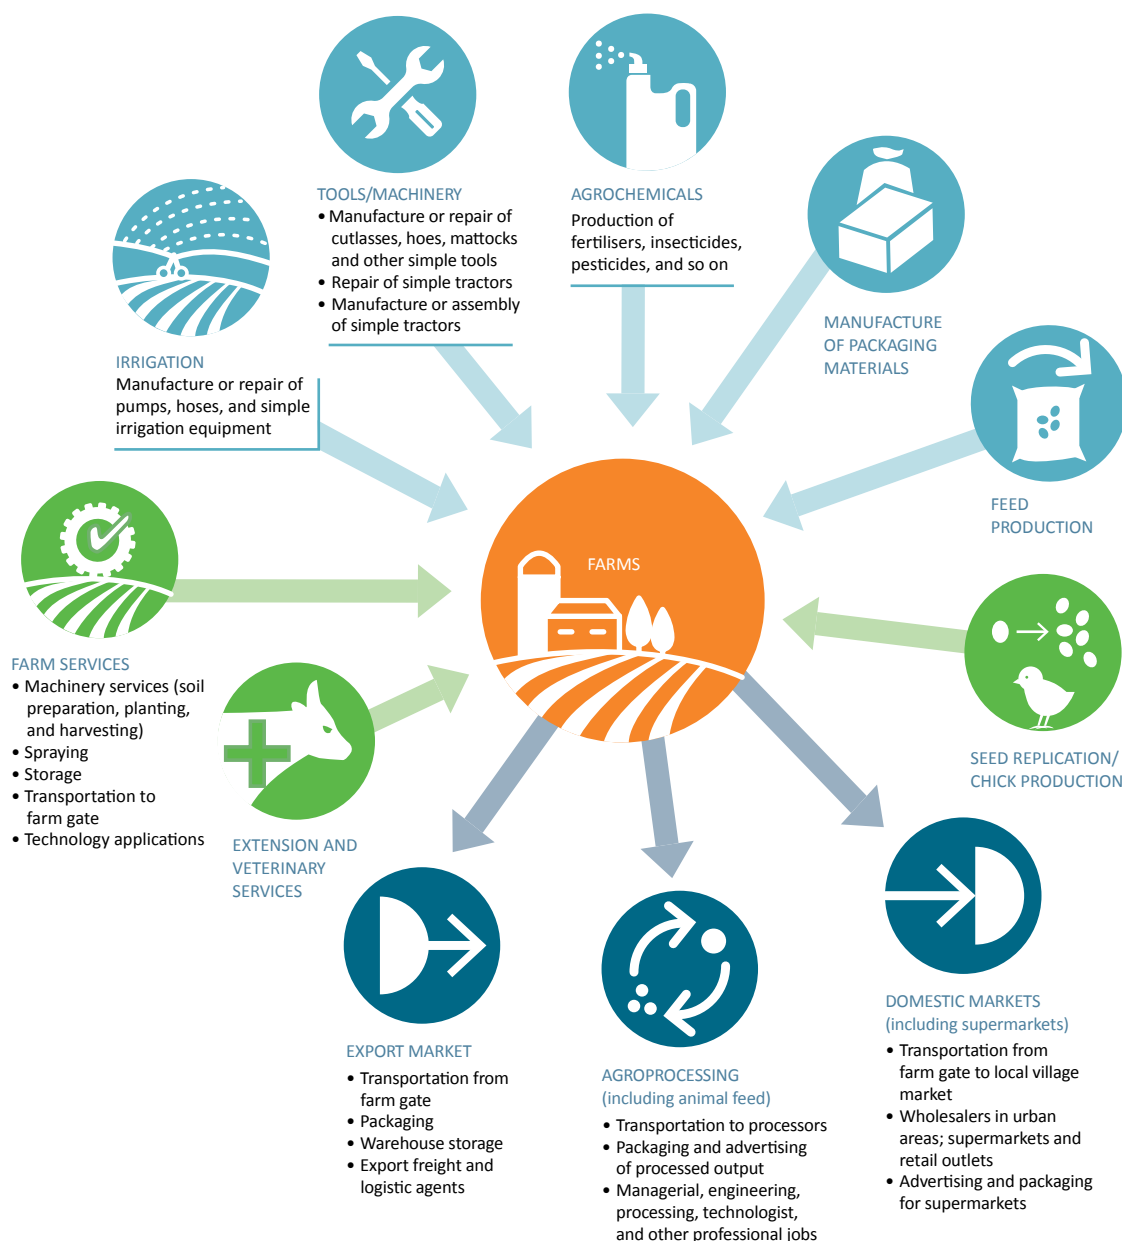 TOOLS/MACHINERY
• Manufacture or repair of
cutlasses, hoes, mattocks
and other simple tools
• Repair of simple tractors
• Manufacture or assembly
of simple tractors
AGROCHEMICALS
Production of
fertilisers, insecticides,
pesticides, and so on
MANUFACTURE
OF PACKAGING
MATERIALS
IRRIGATION
Manufacture or repair of
pumps, hoses, and simple
irrigation equipment
FEED
PRODUCTION
FARMS
FARM SERVICES
• Machinery services (soil
preparation, planting,
and harvesting)
• Spraying
• Storage
• Transportation to
farm gate
• Technology applications
SEED REPLICATION/
CHICK PRODUCTION
EXTENSION AND
VETERINARY
SERVICES
EXPORT MARKET
• Transportation from
farm gate
• Packaging
• Warehouse storage
• Export freight and
logistic agents
AGROPROCESSING
(including animal feed)
• Transportation to processors
• Packaging and advertising
of processed output
• Managerial, engineering,
processing, technologist,
and other professional jobs
DOMESTIC MARKETS
(including supermarkets)
• Transportation from
farm gate to local village
market
• Wholesalers in urban
areas; supermarkets and
retail outlets
• Advertising and packaging
for supermarkets